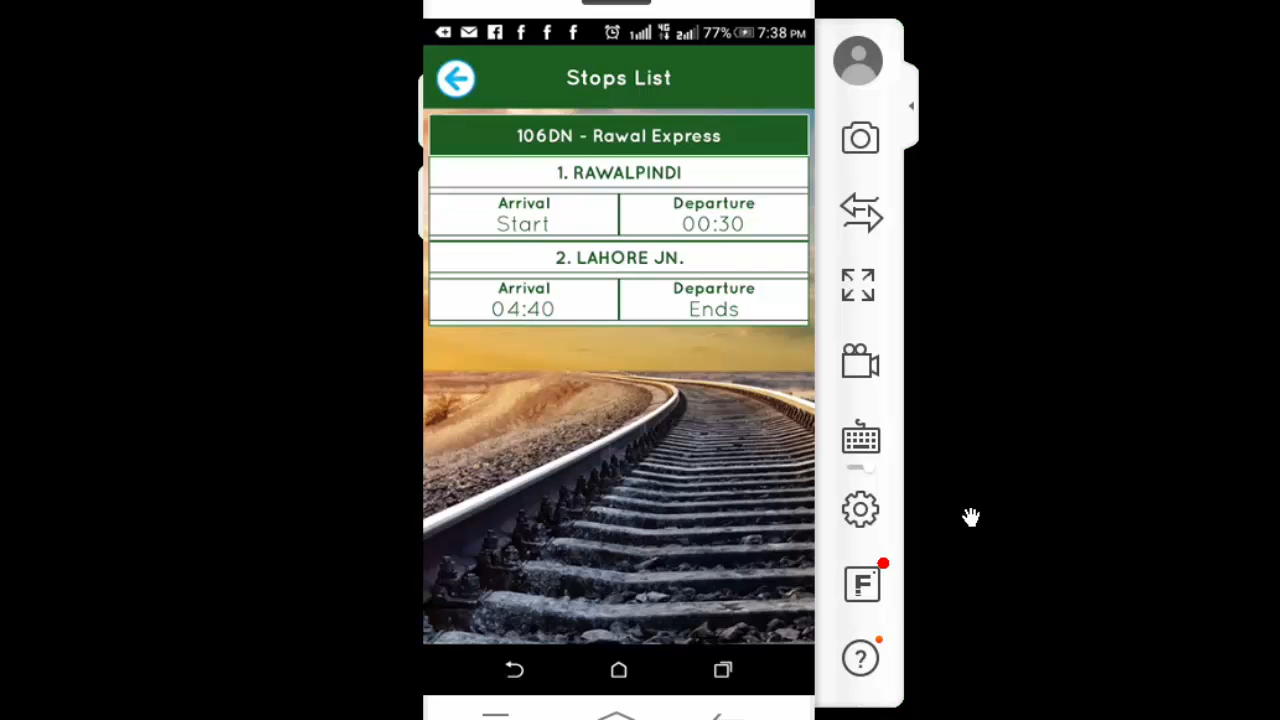 77% 7:38 PM
Stops List
106DN - Rawal Express
1. RAWALPINDI
Arrival Departure
Start 00:30
2. LAHORE JN.
Arrival Departure
04:40 Ends